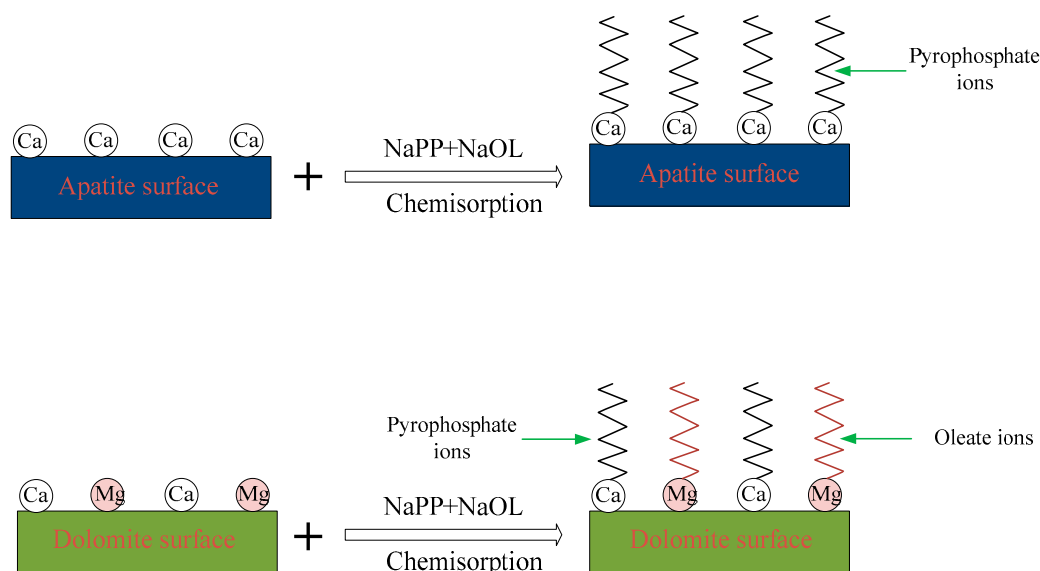 Pyrophosphate
ions
Ca Ca Ca Ca
Ca Ca Ca Ca
NaPP+NaOL
Apatite surface
+
Chemisorption
Apatite surface
Pyrophosphate
ions
Oleate ions
Ca Mg Ca Mg
Ca Mg Ca Mg
NaPP+NaOL
Dolomite surface
+
Chemisorption
Dolomite surface